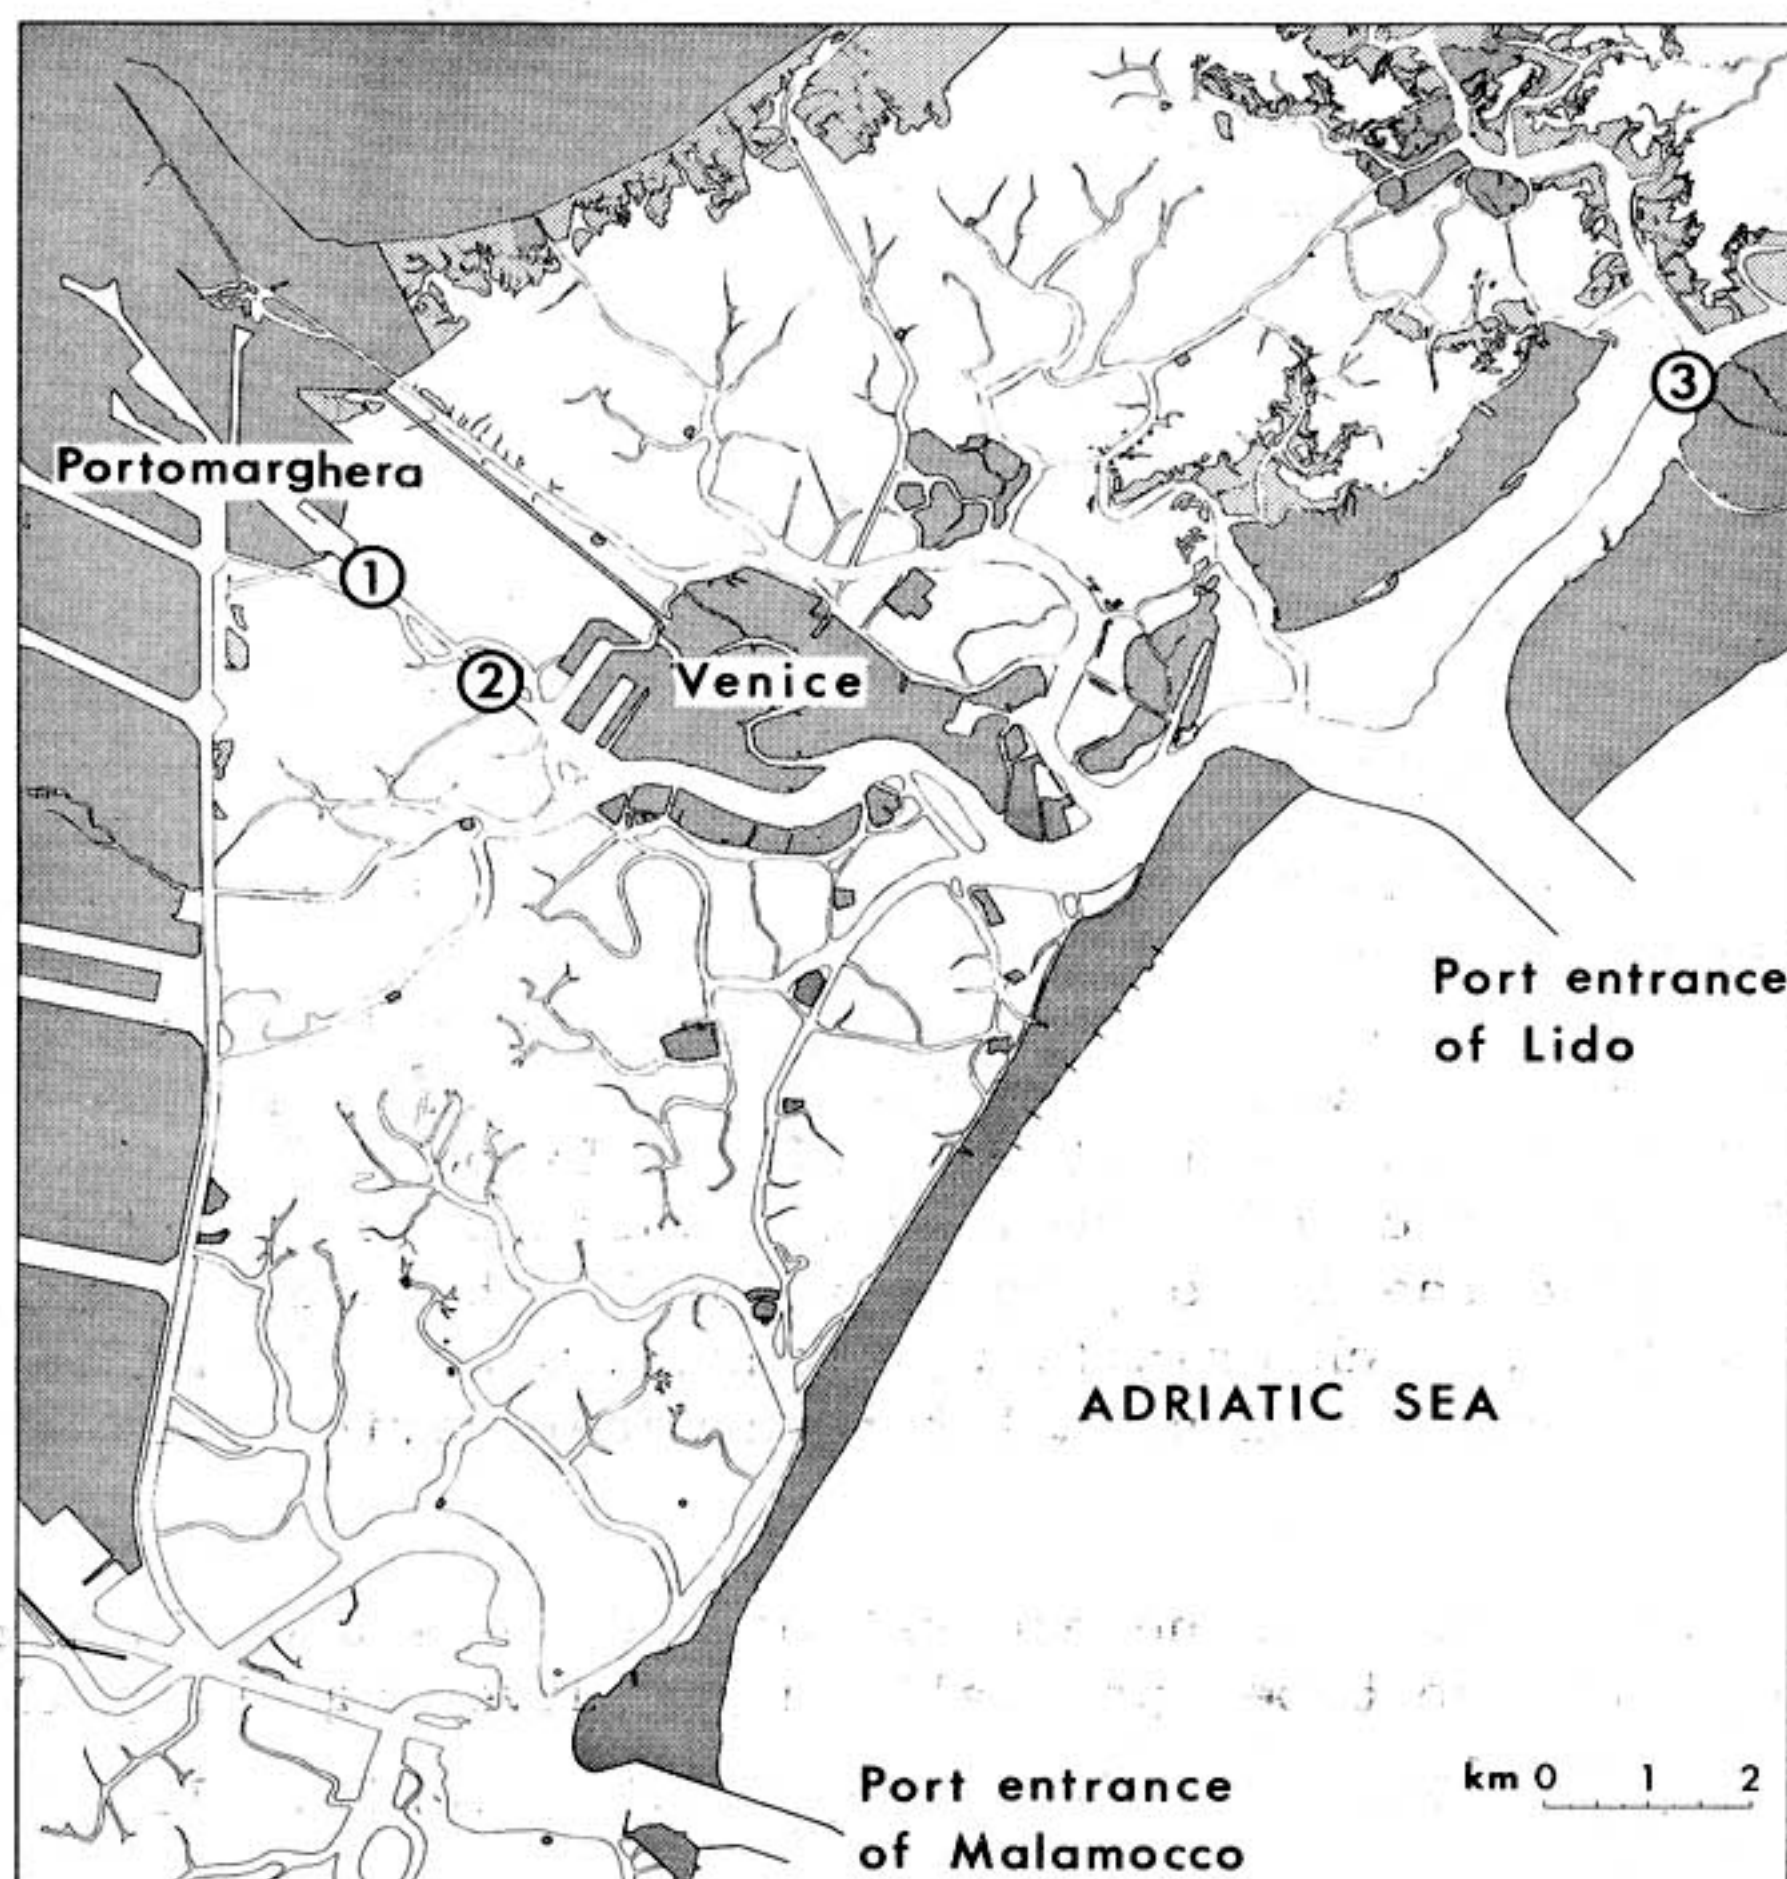 Portomarghera
1
2
3
Venice
Port entrance
of Lido
ADRIATIC SEA
km 0 1 2
Port entrance
of Malamocco